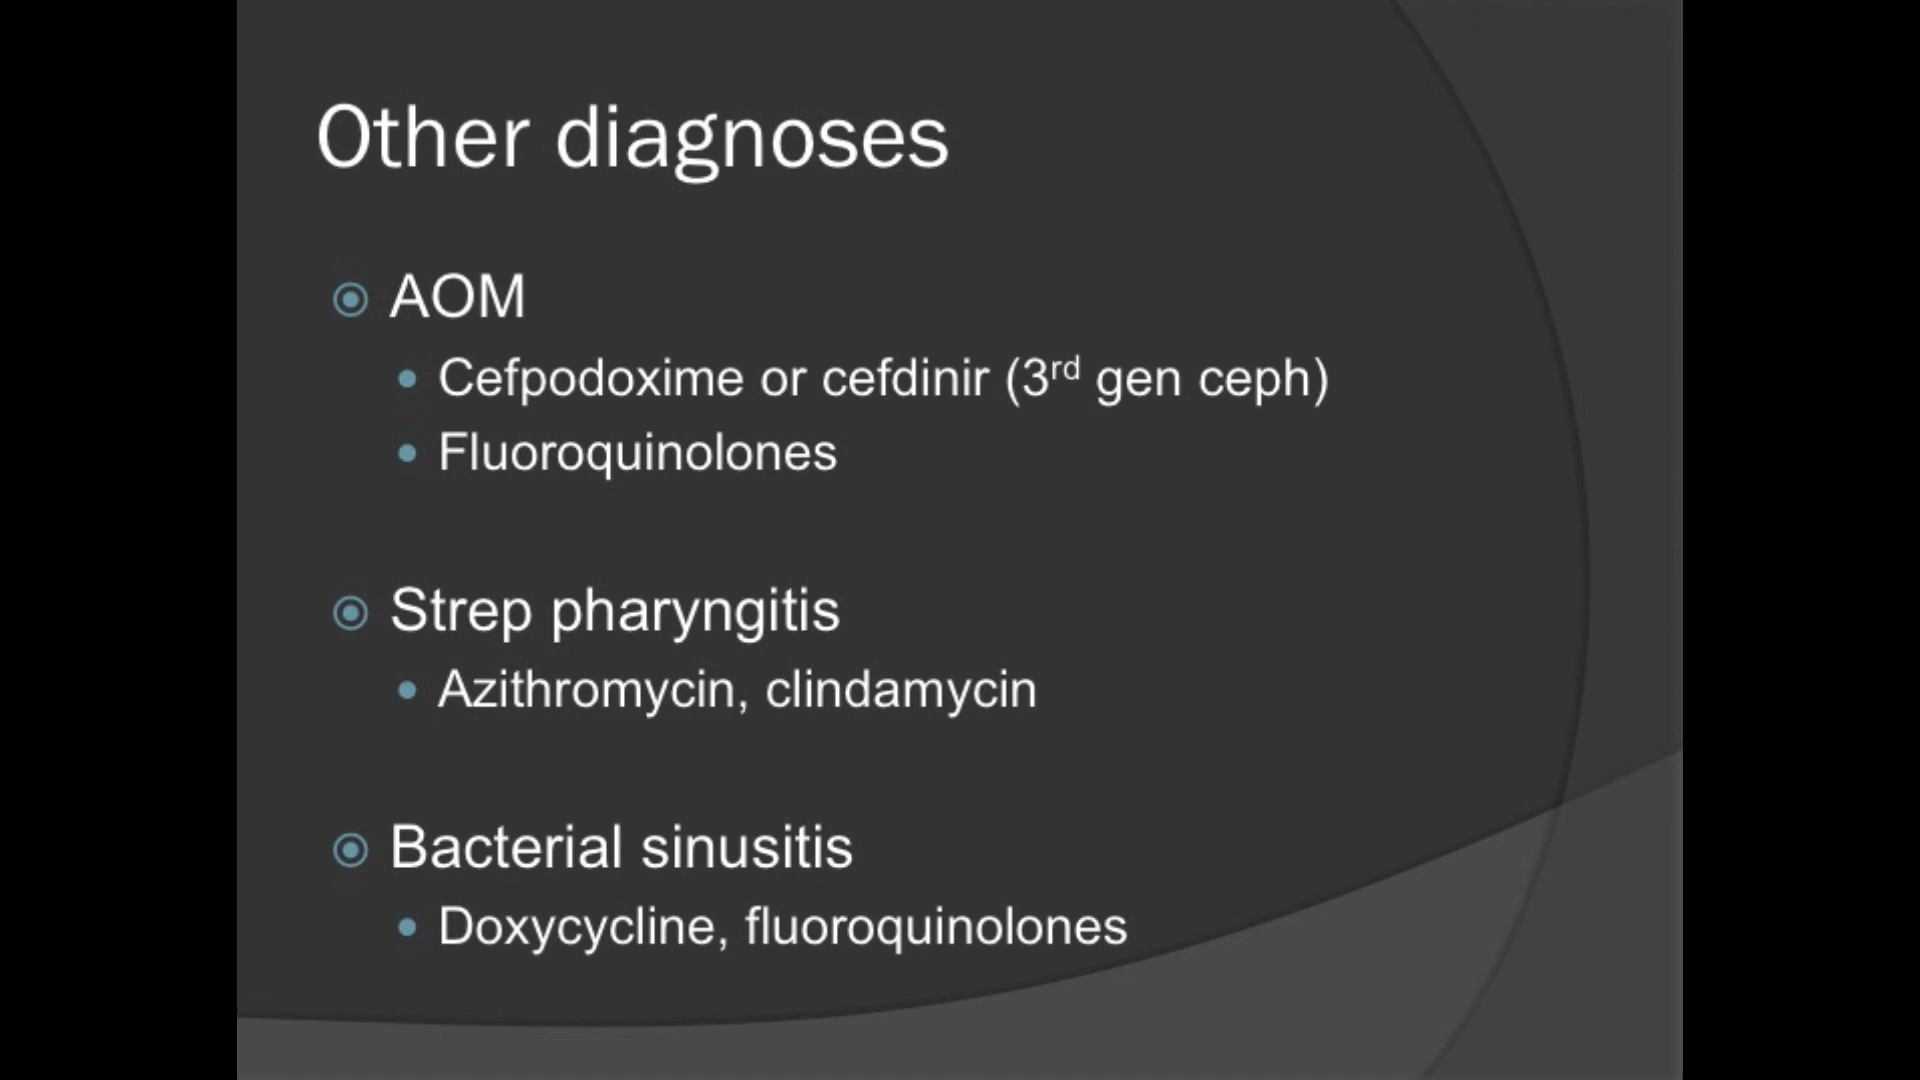 Other diagnoses
AOM
Cefpodoxime or cefdinir (3rd gen ceph)
Fluoroquinolones
Strep pharyngitis
Azithromycin, clindamycin
Bacterial sinusitis
Doxycycline, fluoroquinolones